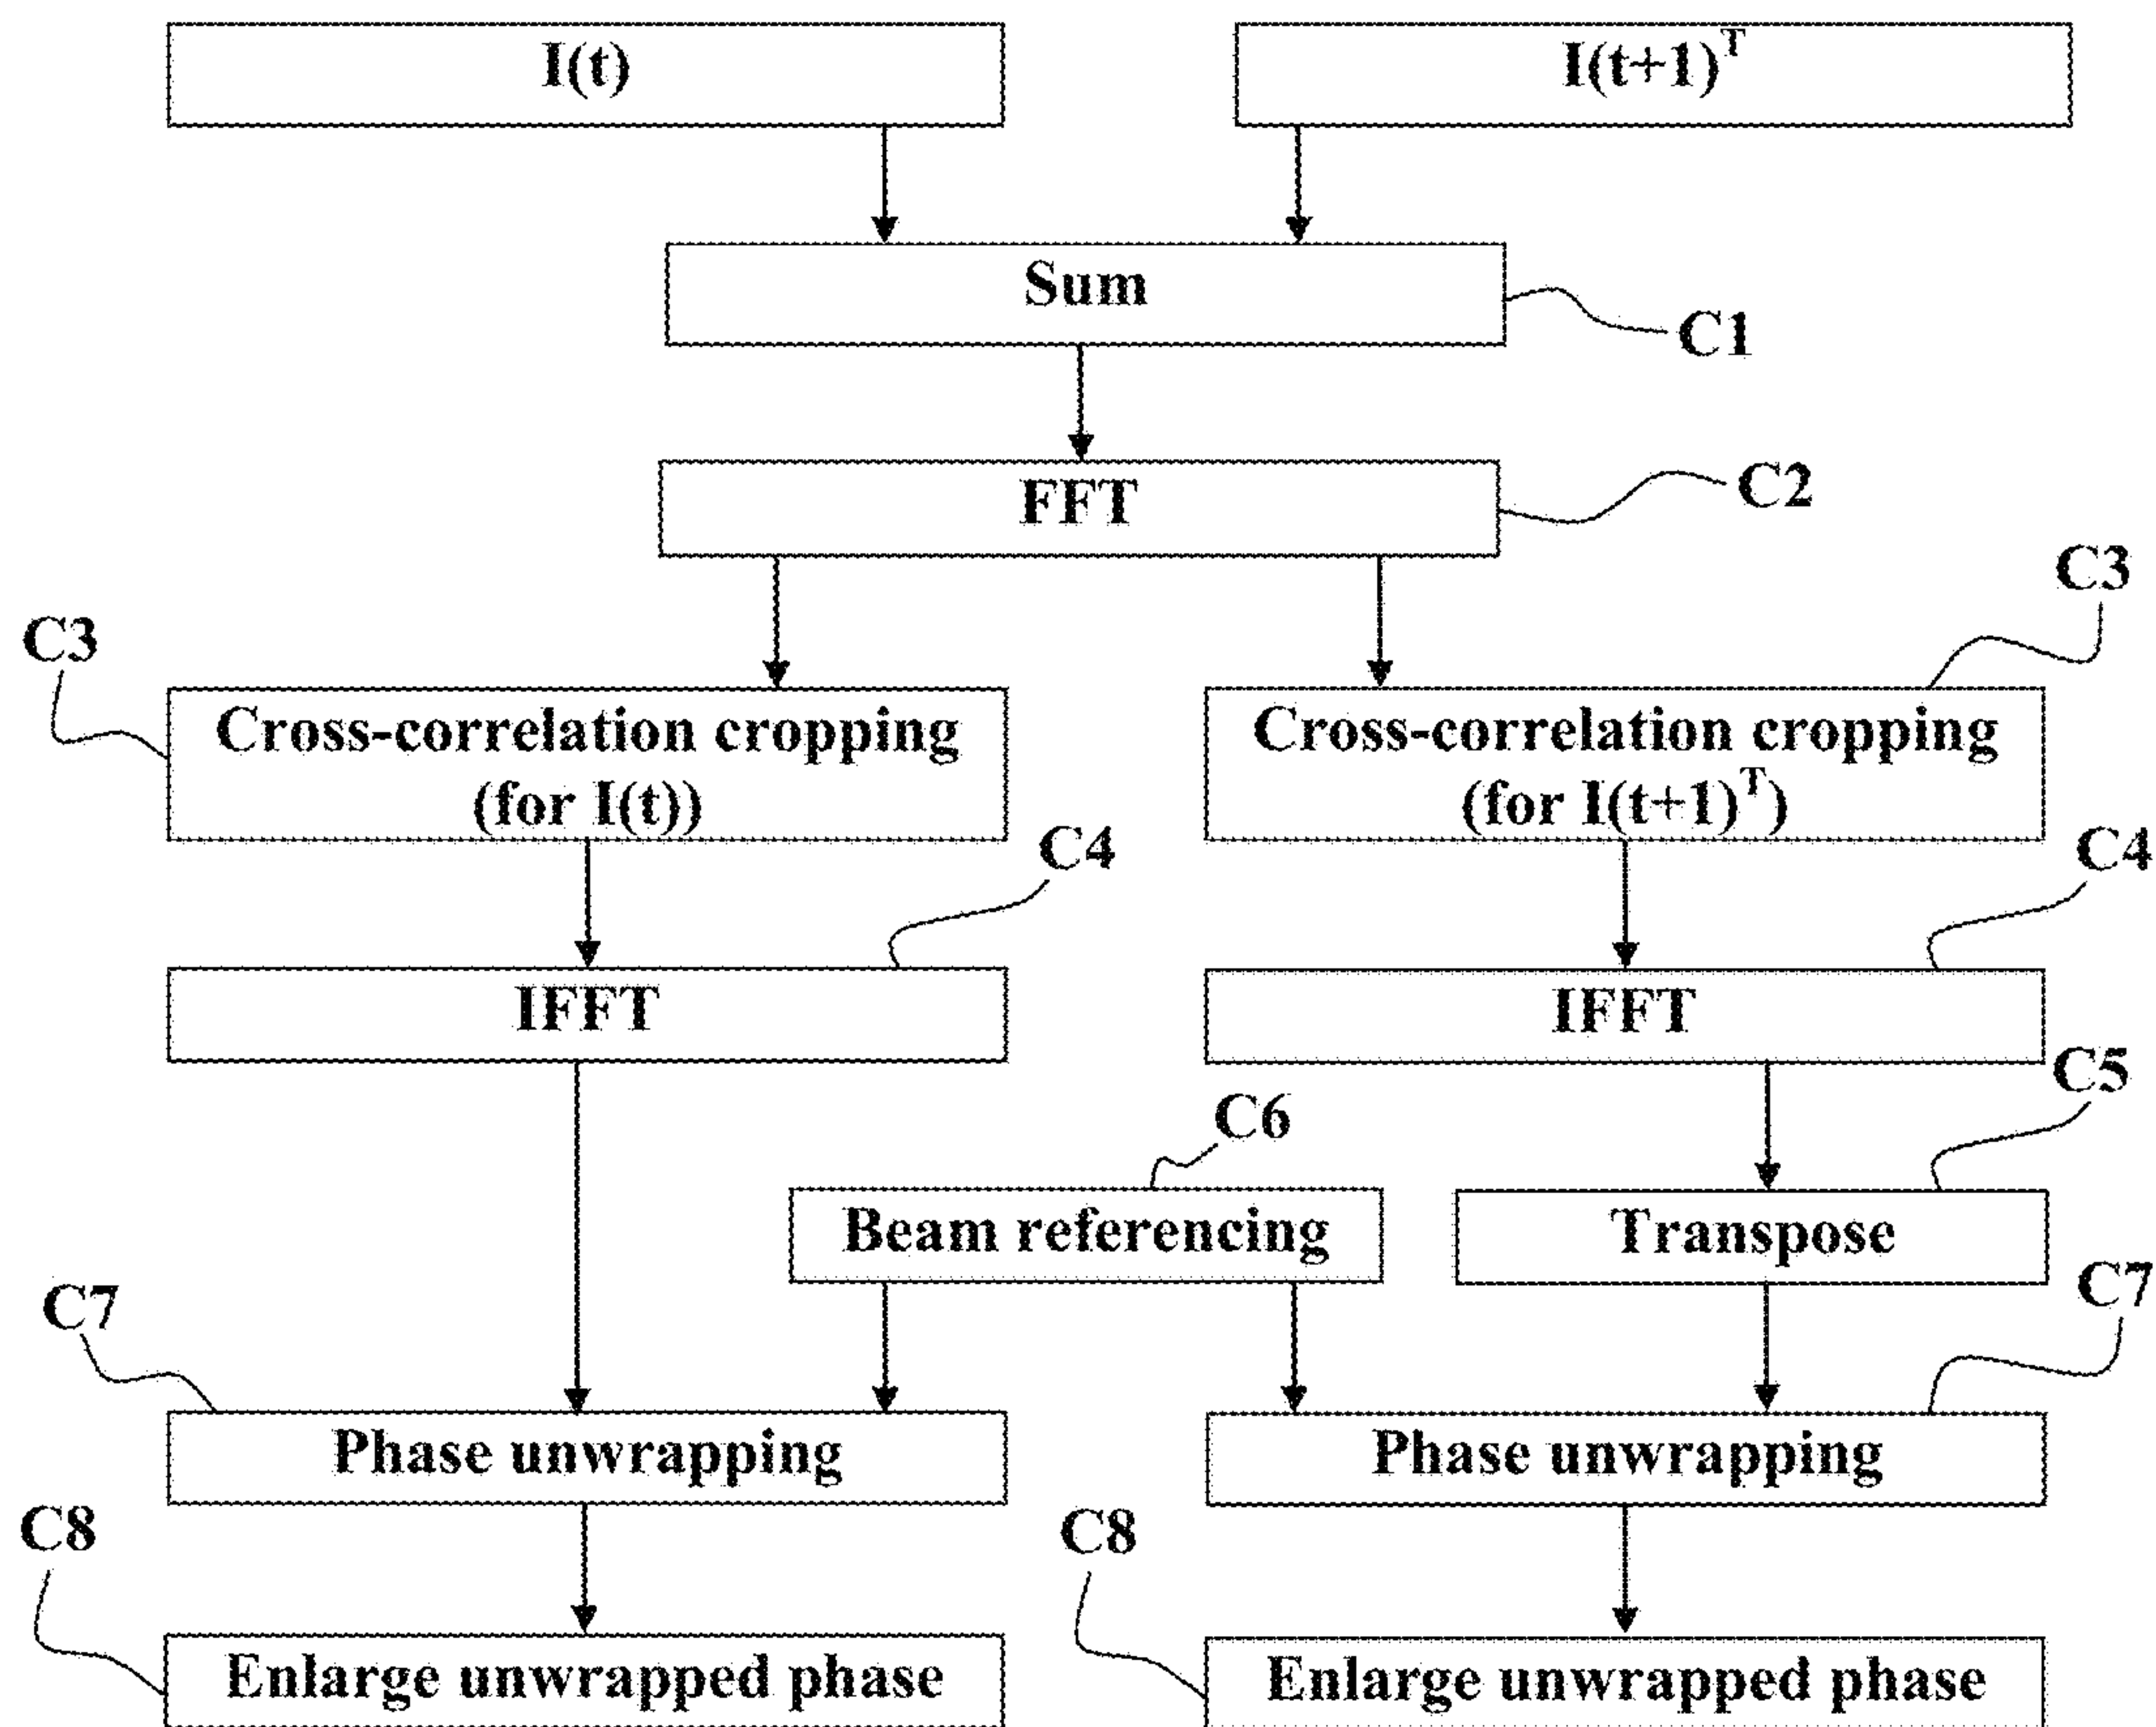 I(t)
I(t+1)^T
Sum
C1
FFT
C2
C3
C3
Cross-correlation cropping
(for I(t))
Cross-correlation cropping
(for I(t+1)^T)
C4
C4
IFFT
IFFT
C5
C6
Beam referencing
Transpose
C7
C7
Phase unwrapping
Phase unwrapping
C8
C8
Enlarge unwrapped phase
Enlarge unwrapped phase